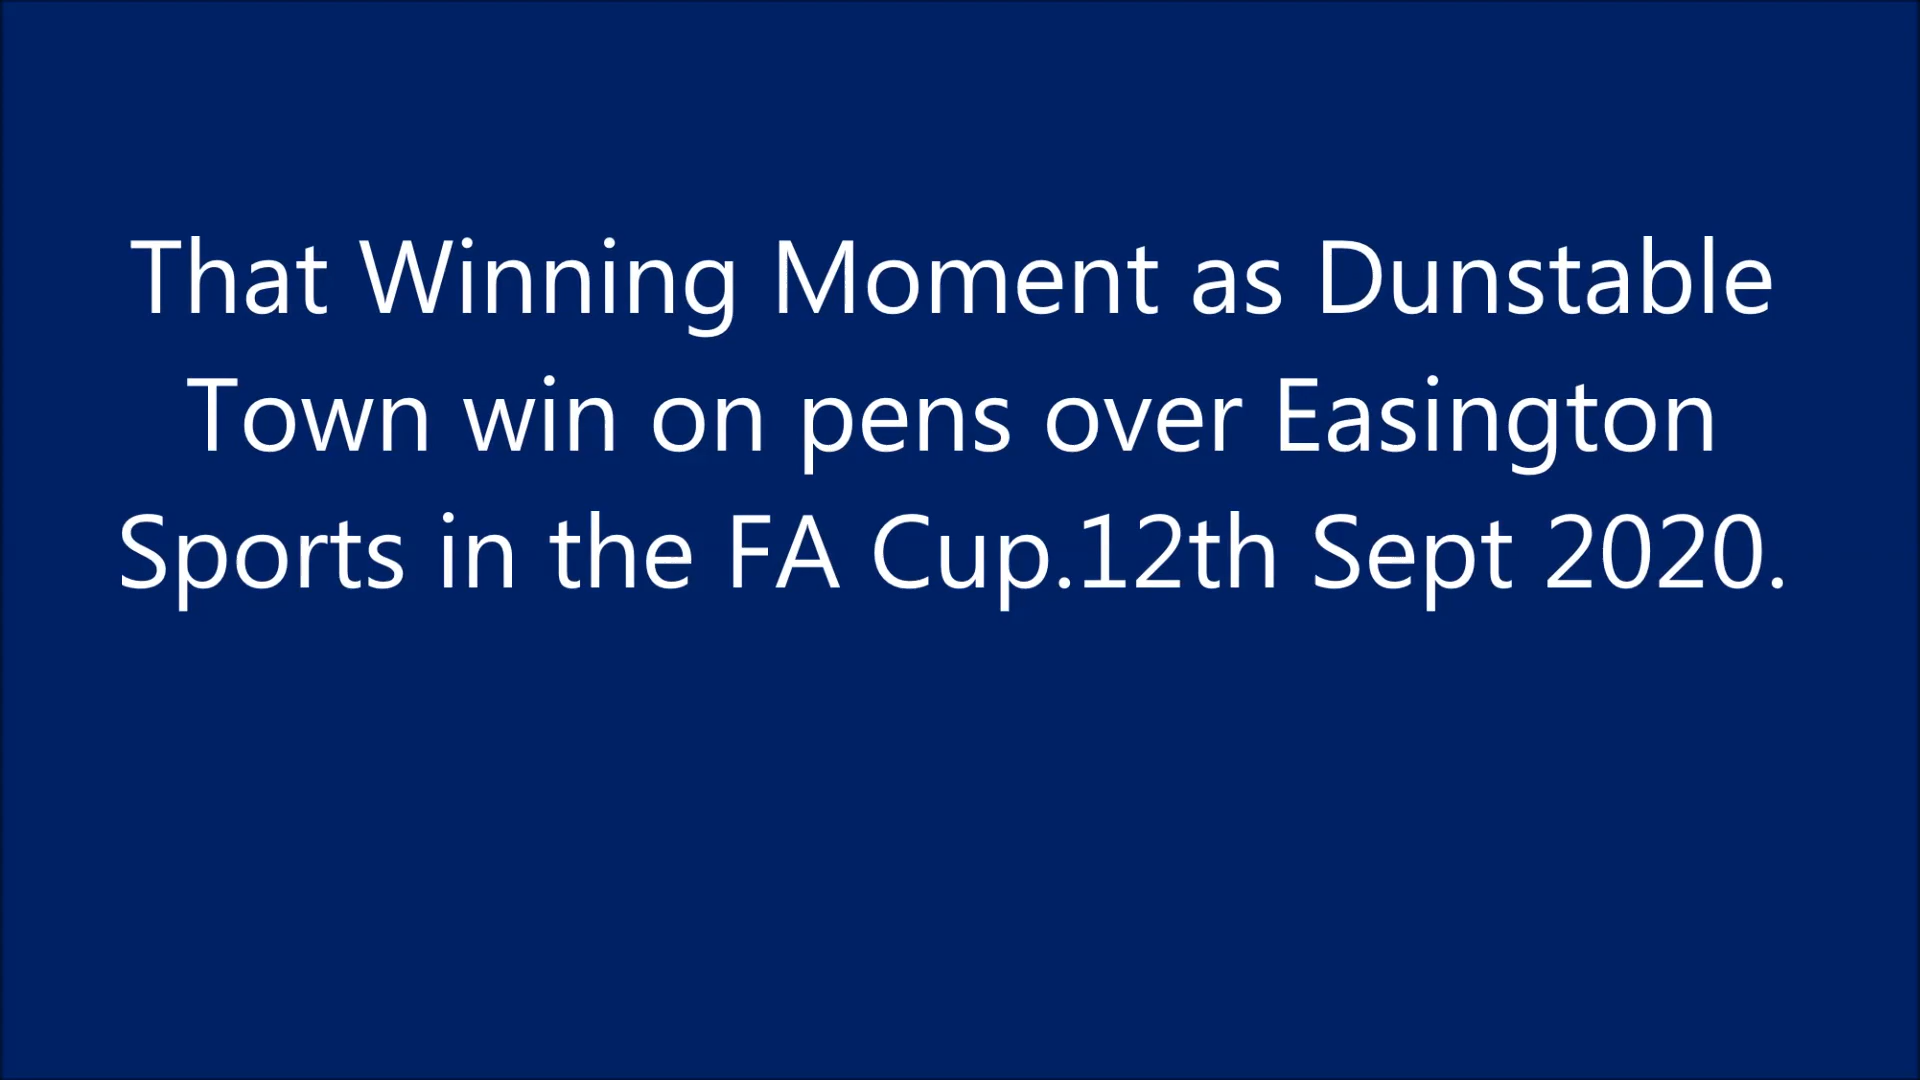 That Winning Moment as Dunstable
Town win on pens over Easington
Sports in the FA Cup.12th Sept 2020.